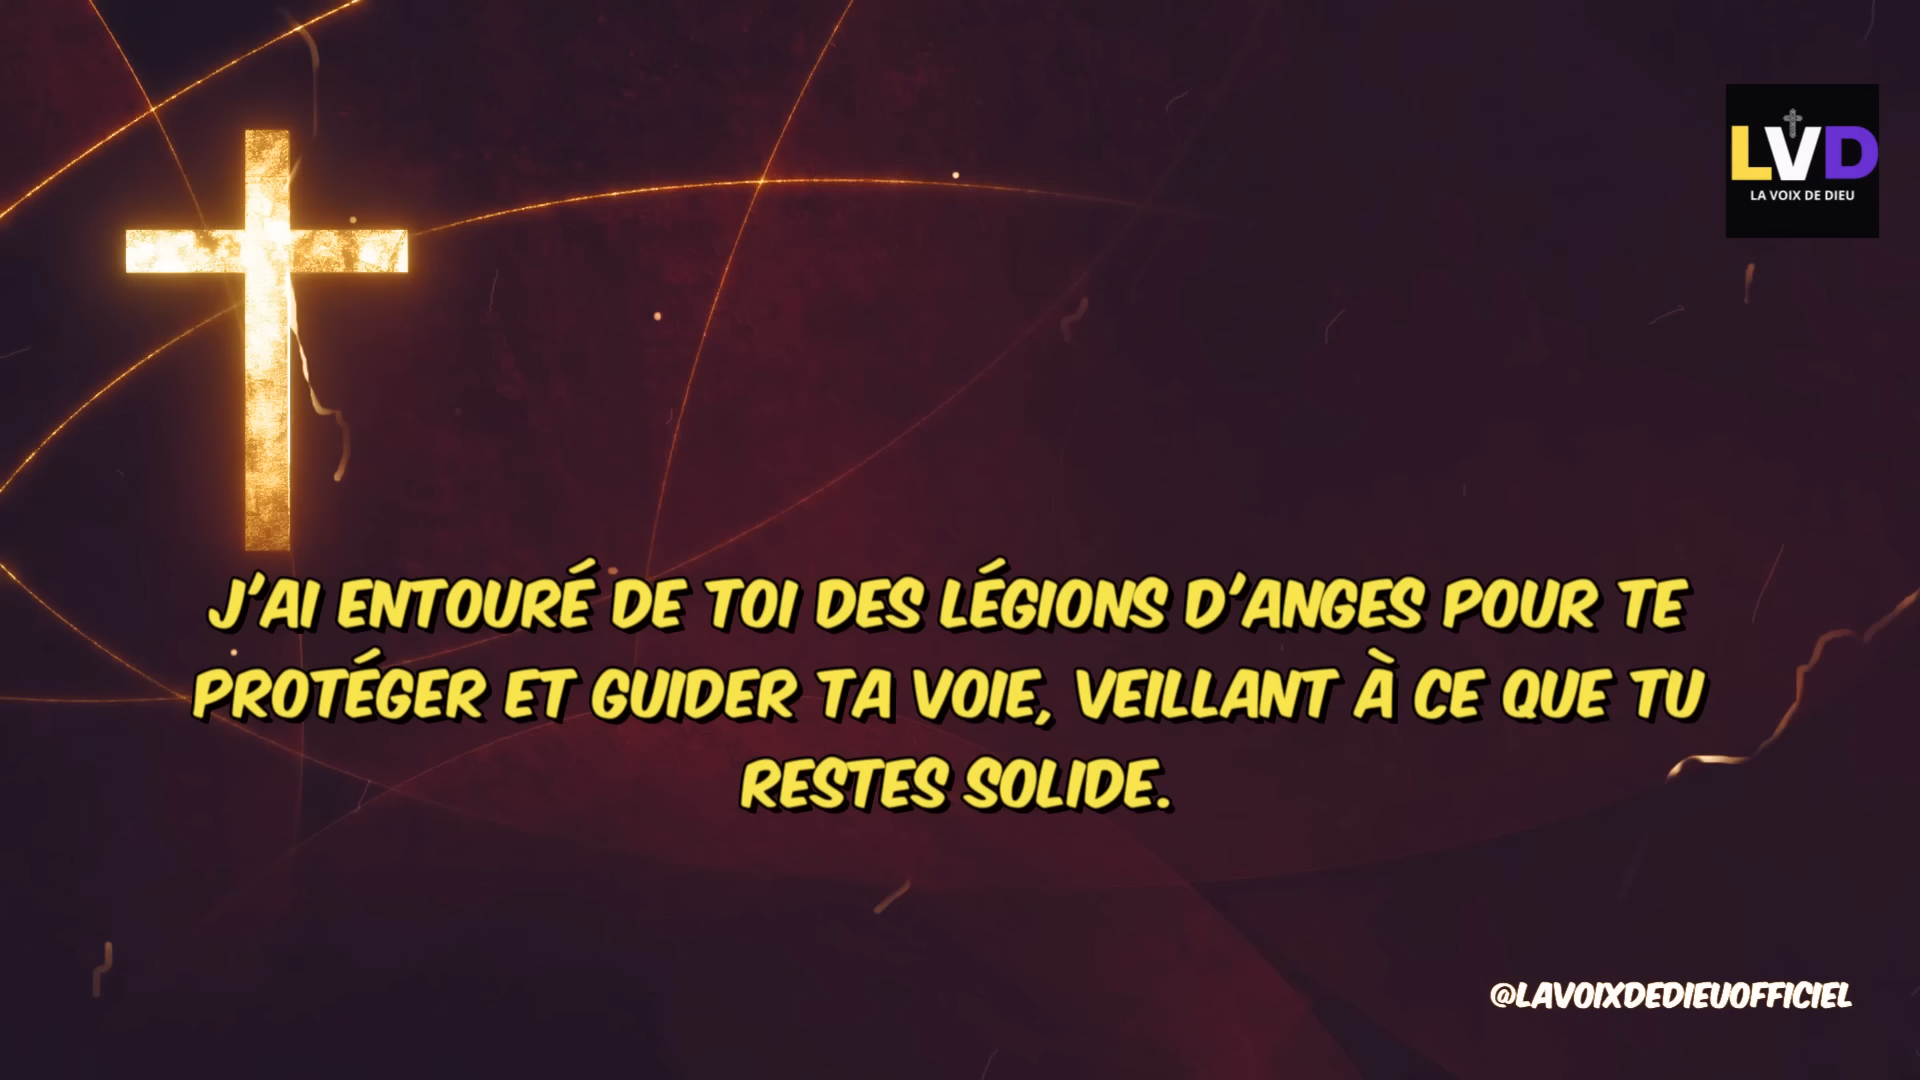 LVD
LA VOIX DE DIEU
J'AI ENTOURÉ DE TOI DES LÉGIONS D'ANGES POUR TE
PROTÉGER ET GUIDER TA VOIE, VEILLANT À CE QUE TU
RESTES SOLIDE.
@LAVOIXDEDIEUOFFICIEL